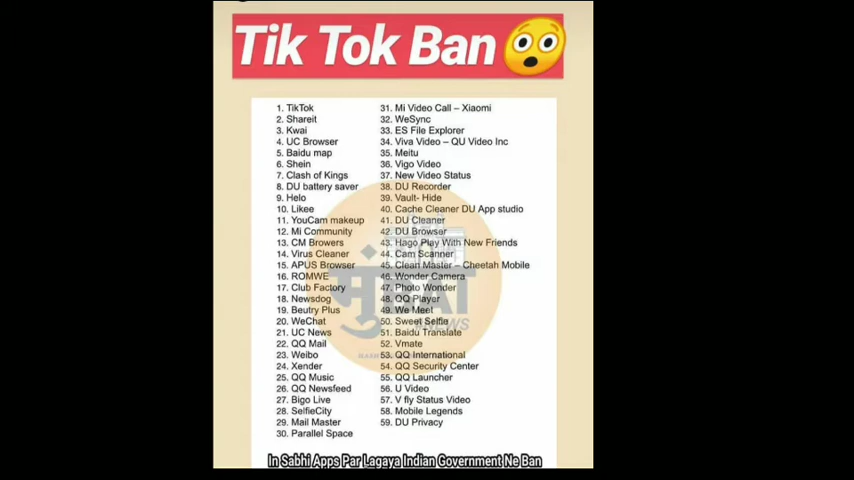 Tik Tok Ban
1. TikTok
2. Shareit
3. Kwai
4. UC Browser
5. Baidu map
6. Shein
7. Clash of Kings
8. DU battery saver
9. Helo
10. Likee
11. YouCam makeup
12. Mi Community
13. CM Browers
14. Virus Cleaner
15. APUS Browser
16. ROMWE
17. Club Factory
18. Newsdog
19. Beutry Plus
20. WeChat
21. UC News
22. QQ Mail
23. Weibo
24. Xender
25. QQ Music
26. QQ Newsfeed
27. Bigo Live
28. SelfieCity
29. Mail Master
30. Parallel Space
31. Mi Video Call – Xiaomi
32. WeSync
33. ES File Explorer
34. Viva Video – QU Video Inc
35. Meitu
36. Vigo Video
37. New Video Status
38. DU Recorder
39. Vault- Hide
40. Cache Cleaner DU App studio
41. DU Cleaner
42. DU Browser
43. Hago Play With New Friends
44. Cam Scanner
45. Clean Master – Cheetah Mobile
46. Wonder Camera
47. Photo Wonder
48. QQ Player
49. We Meet
50. Sweet Selfie
51. Baidu Translate
52. Vmate
53. QQ International
54. QQ Security Center
55. QQ Launcher
56. U Video
57. V fly Status Video
58. Mobile Legends
59. DU Privacy
मुंबई
NEWS
In Sabhi Apps Par Lagaya Indian Government Ne Ban